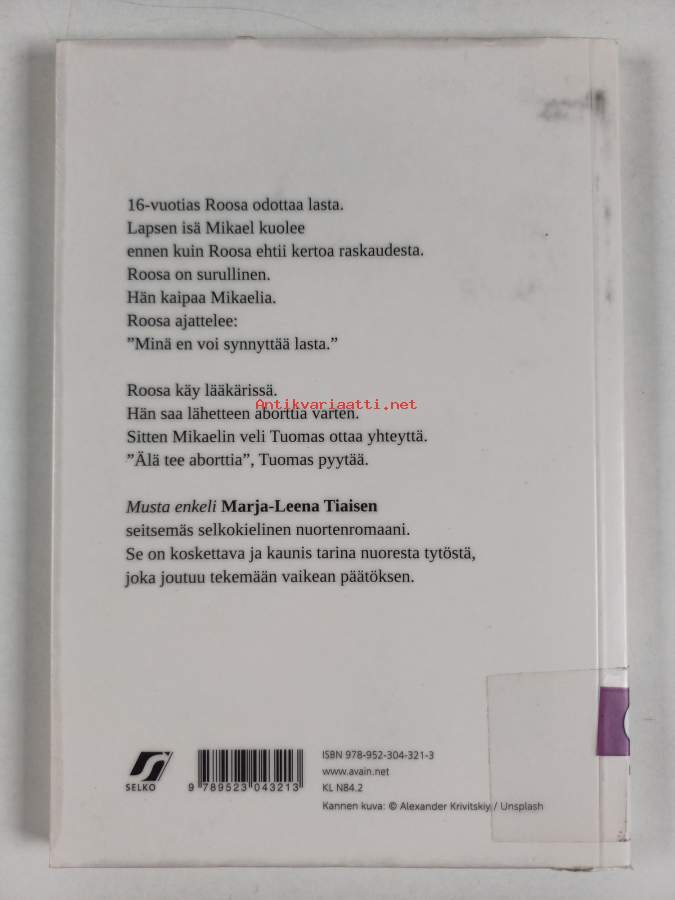 16-vuotias Roosa odottaa lasta.
Lapsen isä Mikael kuolee
ennen kuin Roosa ehtii kertoa raskaudesta.
Roosa on surullinen.
Hän kaipaa Mikaelia.
Roosa ajattelee:
”Minä en voi synnyttää lasta.”
Roosa käy lääkärissä.
Antikvariaatti.net
Hän saa lähetteen aborttia varten.
Sitten Mikaelin veli Tuomas ottaa yhteyttä.
”Älä tee aborttia”, Tuomas pyytää.
Musta enkeli Marja-Leena Tiaisen
seitsemäs selkokielinen nuortenromaani.
Se on koskettava ja kaunis tarina nuoresta tytöstä,
joka joutuu tekemään vaikean päätöksen.
SELKO
9 789523 043213
ISBN 978-952-304-321-3
www.avain.net
KL N84.2
Kannen kuva: © Alexander Krivitskiy / Unsplash